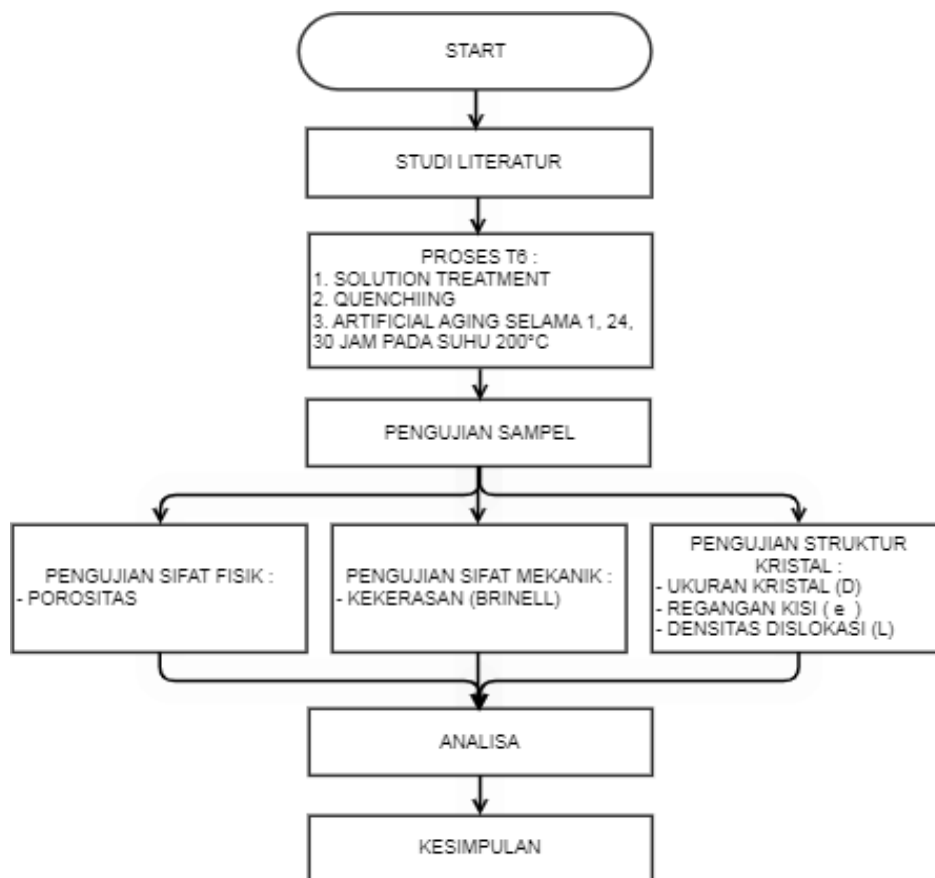 START
STUDI LITERATUR
PROSES T6 :
1. SOLUTION TREATMENT
2. QUENCHIING
3. ARTIFICIAL AGING SELAMA 1, 24,
30 JAM PADA SUHU 200°C
PENGUJIAN SAMPEL
PENGUJIAN SIFAT FISIK :
- POROSITAS
PENGUJIAN SIFAT MEKANIK :
- KEKERASAN (BRINELL)
PENGUJIAN STRUKTUR
KRISTAL :
- UKURAN KRISTAL (D)
- REGANGAN KISI ( e )
- DENSITAS DISLOKASI (L)
ANALISA
KESIMPULAN